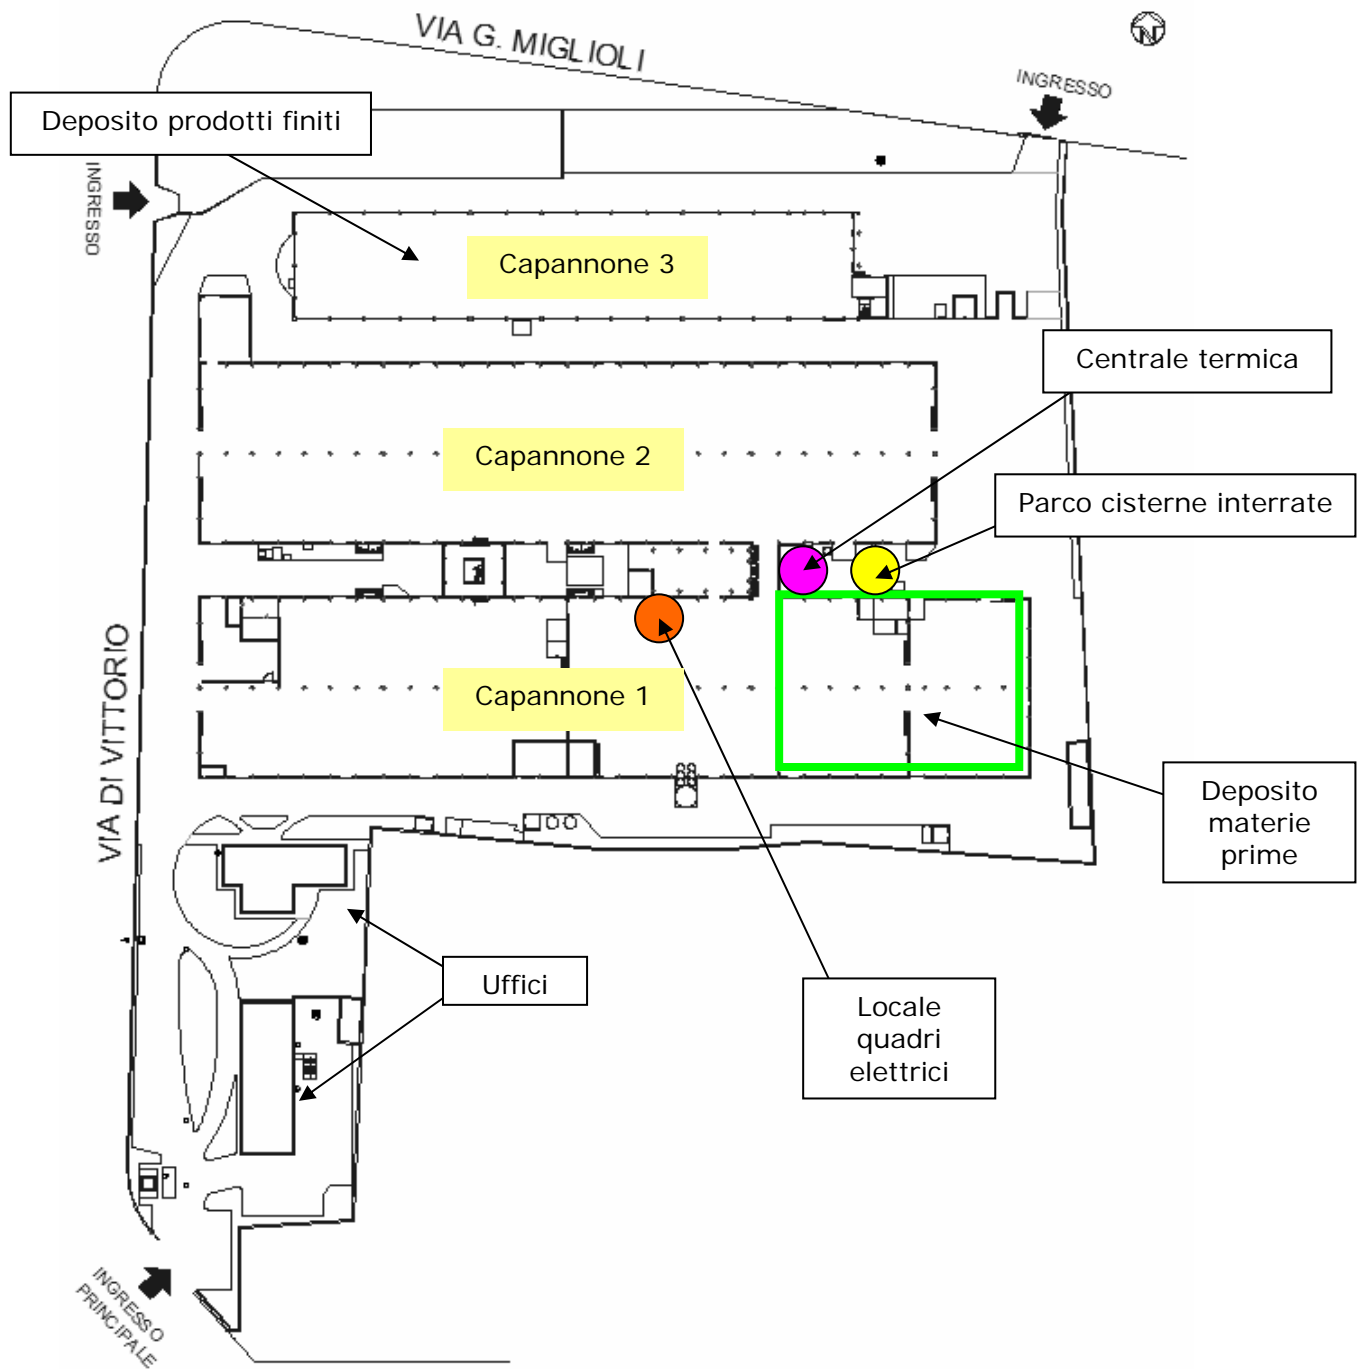 VIA G. MIGLIOLI
N
INGRESSO
Deposito prodotti finiti
INGRESSO
Capannone 3
Centrale termica
Capannone 2
Parco cisterne interrate
VIA DI VITTORIO
Capannone 1
Deposito
materie
prime
Uffici
Locale
quadri
elettrici
INGRESSO
PRINCIPALE